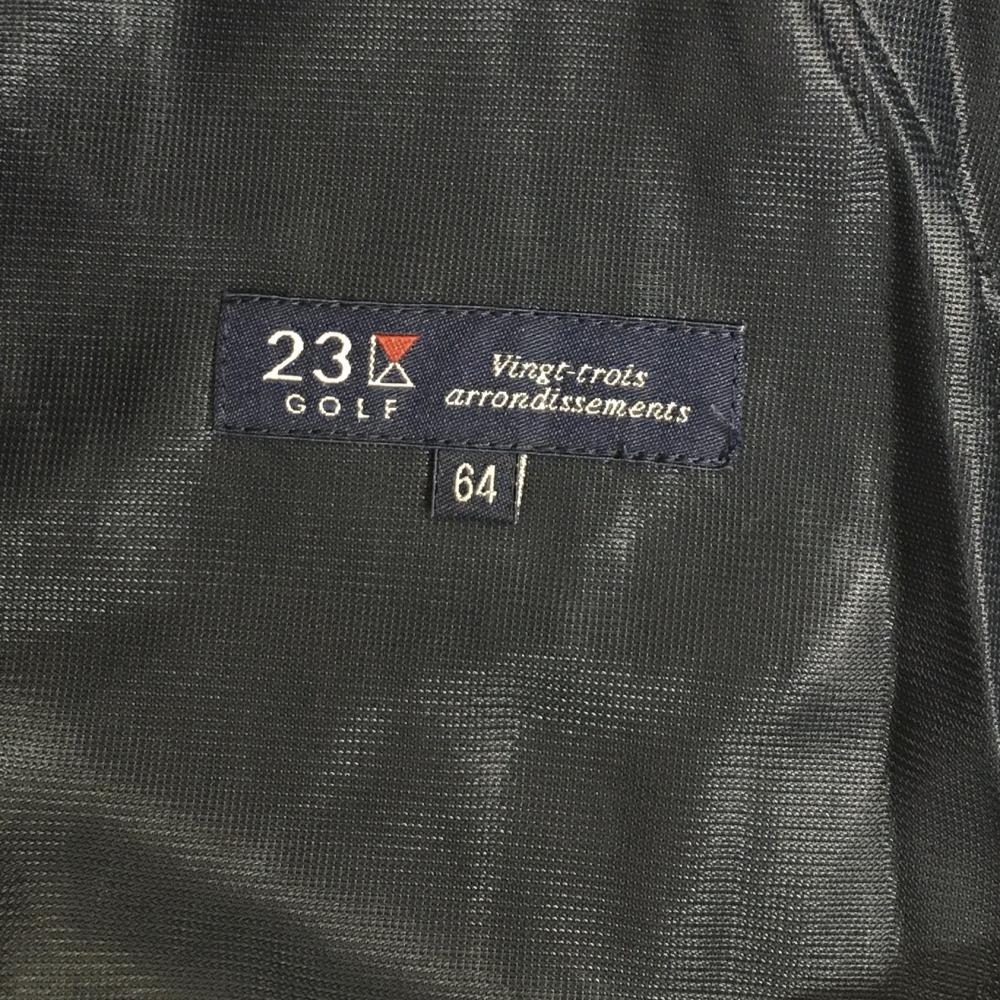 23
GOLF
Vingt-trois
arrondissements
64